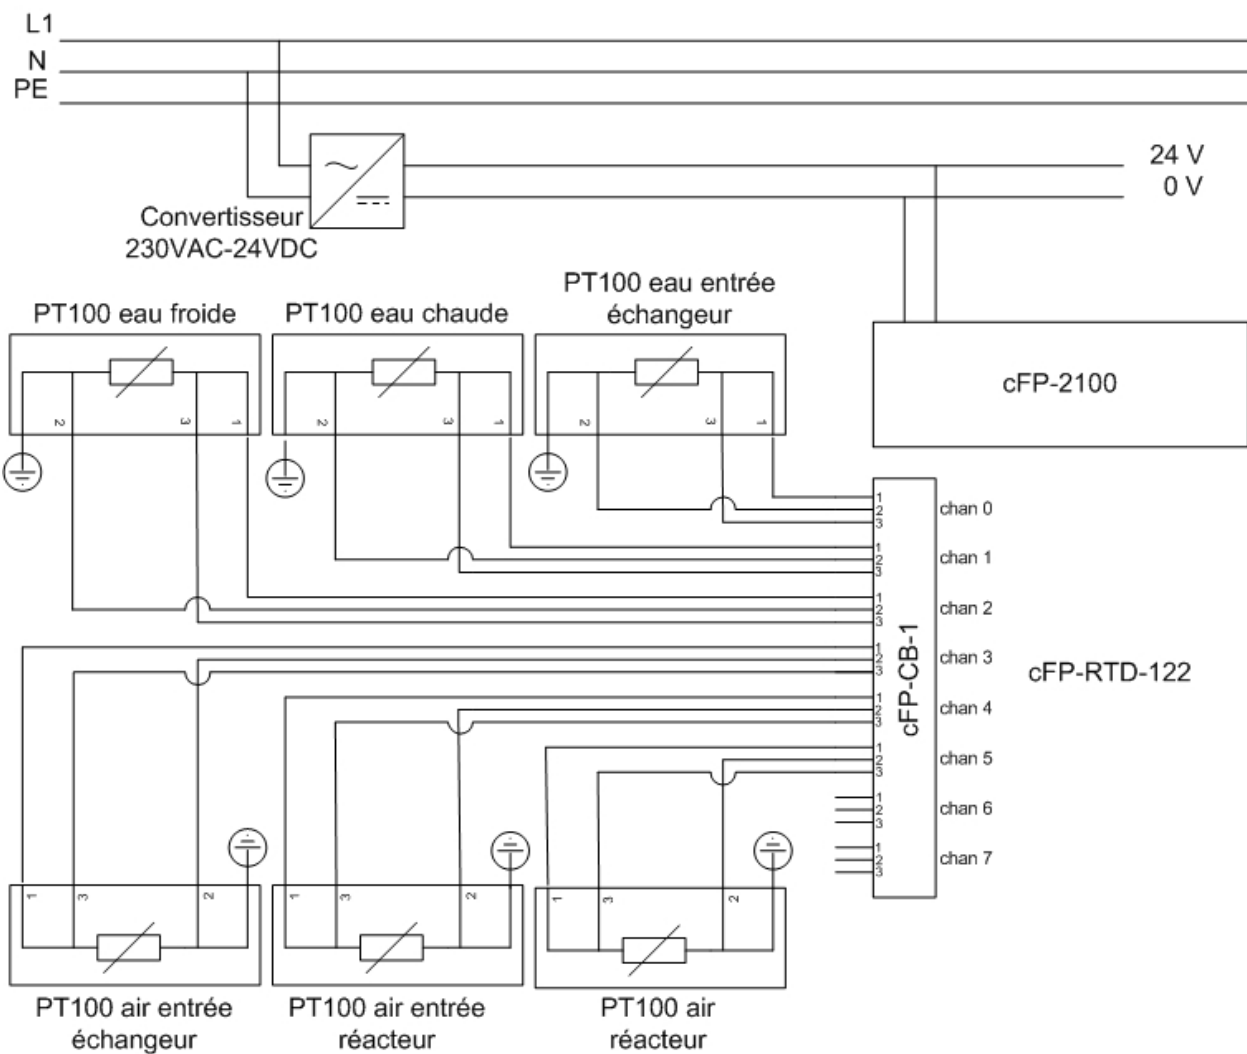 L1
N
PE
24 V
0 V
Convertisseur
230VAC-24VDC
PT100 eau froide
PT100 eau chaude
PT100 eau entrée
échangeur
2 3 1
2 3 1
2 3 1
cFP-2100
1
2
3
chan 0
1
2
3
chan 1
1
2
3
chan 2
1
2
3
chan 3
1
2
3
chan 4
1
2
3
chan 5
1
2
3
chan 6
1
2
3
chan 7
cFP-CB-1
cFP-RTD-122
1 3 2
1 3 2
1 3 2
PT100 air entrée
échangeur
PT100 air entrée
réacteur
PT100 air
réacteur